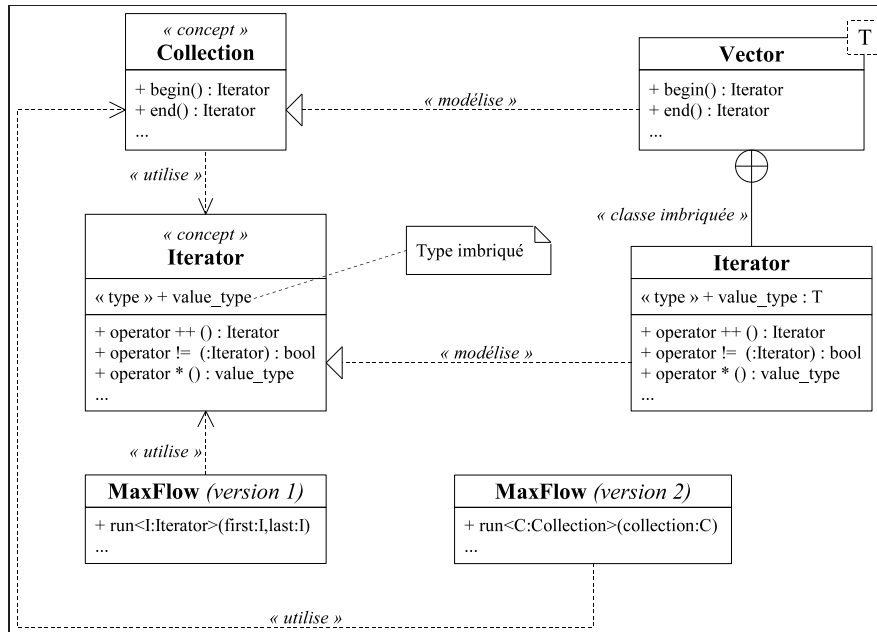 « concept »
Collection
+ begin() : Iterator
+ end() : Iterator
...
T
Vector
+ begin() : Iterator
+ end() : Iterator
...
« modélise »
« utilise »
« classe imbriquée »
« concept »
Iterator
« type » + value_type
+ operator ++ () : Iterator
+ operator != (:Iterator) : bool
+ operator * () : value_type
...
Type imbriqué
Iterator
« type » + value_type : T
+ operator ++ () : Iterator
+ operator != (:Iterator) : bool
+ operator * () : value_type
...
« modélise »
« utilise »
MaxFlow (version 1)
+ run<I:Iterator>(first:I,last:I)
...
MaxFlow (version 2)
+ run<C:Collection>(collection:C)
...
« utilise »